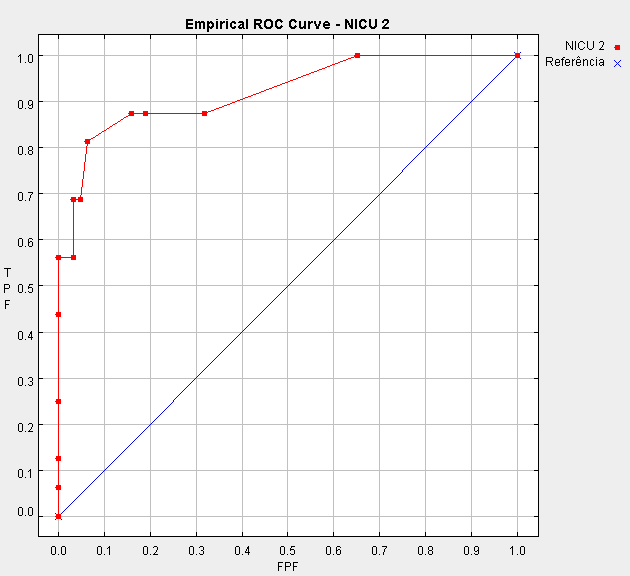 Empirical ROC Curve - NICU 2
NICU 2
Referência
1.0
0.9
0.8
0.7
0.6
0.5
0.4
0.3
0.2
0.1
0.0
T
P
F
0.0 0.1 0.2 0.3 0.4 0.5 0.6 0.7 0.8 0.9 1.0
FPF